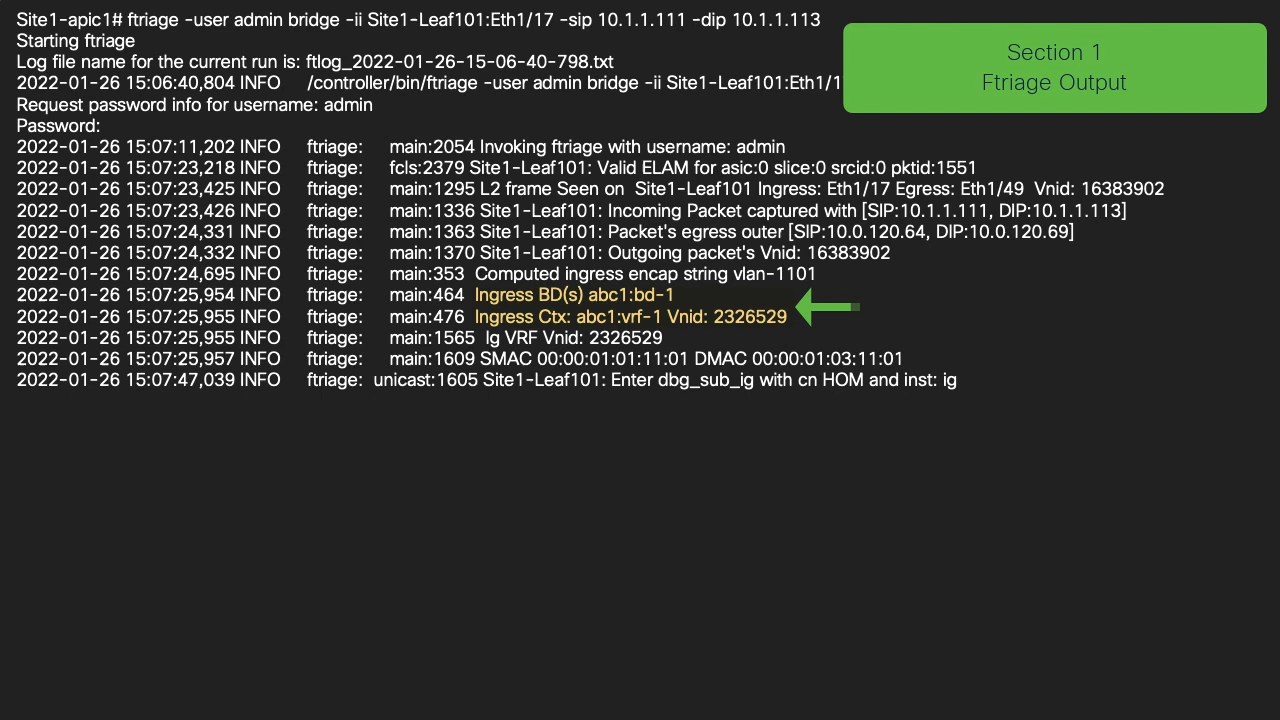 Site1-apic1# ftriage -user admin bridge -ii Site1-Leaf101:Eth1/17 -sip 10.1.1.111 -dip 10.1.1.113
Starting ftriage
Log file name for the current run is: ftlog_2022-01-26-15-06-40-798.txt
2022-01-26 15:06:40,804 INFO /controller/bin/ftriage -user admin bridge -ii Site1-Leaf101:Eth1/1
Request password info for username: admin
Password:
2022-01-26 15:07:11,202 INFO ftriage: main:2054 Invoking ftriage with username: admin
2022-01-26 15:07:23,218 INFO ftriage: fcls:2379 Site1-Leaf101: Valid ELAM for asic:0 slice:0 srcid:0 pktid:1551
2022-01-26 15:07:23,425 INFO ftriage: main:1295 L2 frame Seen on Site1-Leaf101 Ingress: Eth1/17 Egress: Eth1/49 Vnid: 16383902
2022-01-26 15:07:23,426 INFO ftriage: main:1336 Site1-Leaf101: Incoming Packet captured with [SIP:10.1.1.111, DIP:10.1.1.113]
2022-01-26 15:07:24,331 INFO ftriage: main:1363 Site1-Leaf101: Packet's egress outer [SIP:10.0.120.64, DIP:10.0.120.69]
2022-01-26 15:07:24,332 INFO ftriage: main:1370 Site1-Leaf101: Outgoing packet's Vnid: 16383902
2022-01-26 15:07:24,695 INFO ftriage: main:353 Computed ingress encap string vlan-1101
2022-01-26 15:07:25,954 INFO ftriage: main:464 Ingress BD(s) abc1:bd-1
2022-01-26 15:07:25,955 INFO ftriage: main:476 Ingress Ctx: abc1:vrf-1 Vnid: 2326529
2022-01-26 15:07:25,955 INFO ftriage: main:1565 Ig VRF Vnid: 2326529
2022-01-26 15:07:25,957 INFO ftriage: main:1609 SMAC 00:00:01:01:11:01 DMAC 00:00:01:03:11:01
2022-01-26 15:07:47,039 INFO ftriage: unicast:1605 Site1-Leaf101: Enter dbg_sub_ig with cn HOM and inst: ig
Section 1
Ftriage Output